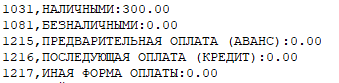 1031,НАЛИЧНЫМИ:300.00
1081,БЕЗНАЛИЧНЫМИ:0.00
1215,ПРЕДВАРИТЕЛЬНАЯ ОПЛАТА (АВАНС):0.00
1216,ПОСЛЕДУЮЩАЯ ОПЛАТА (КРЕДИТ):0.00
1217,ИНАЯ ФОРМА ОПЛАТЫ:0.00